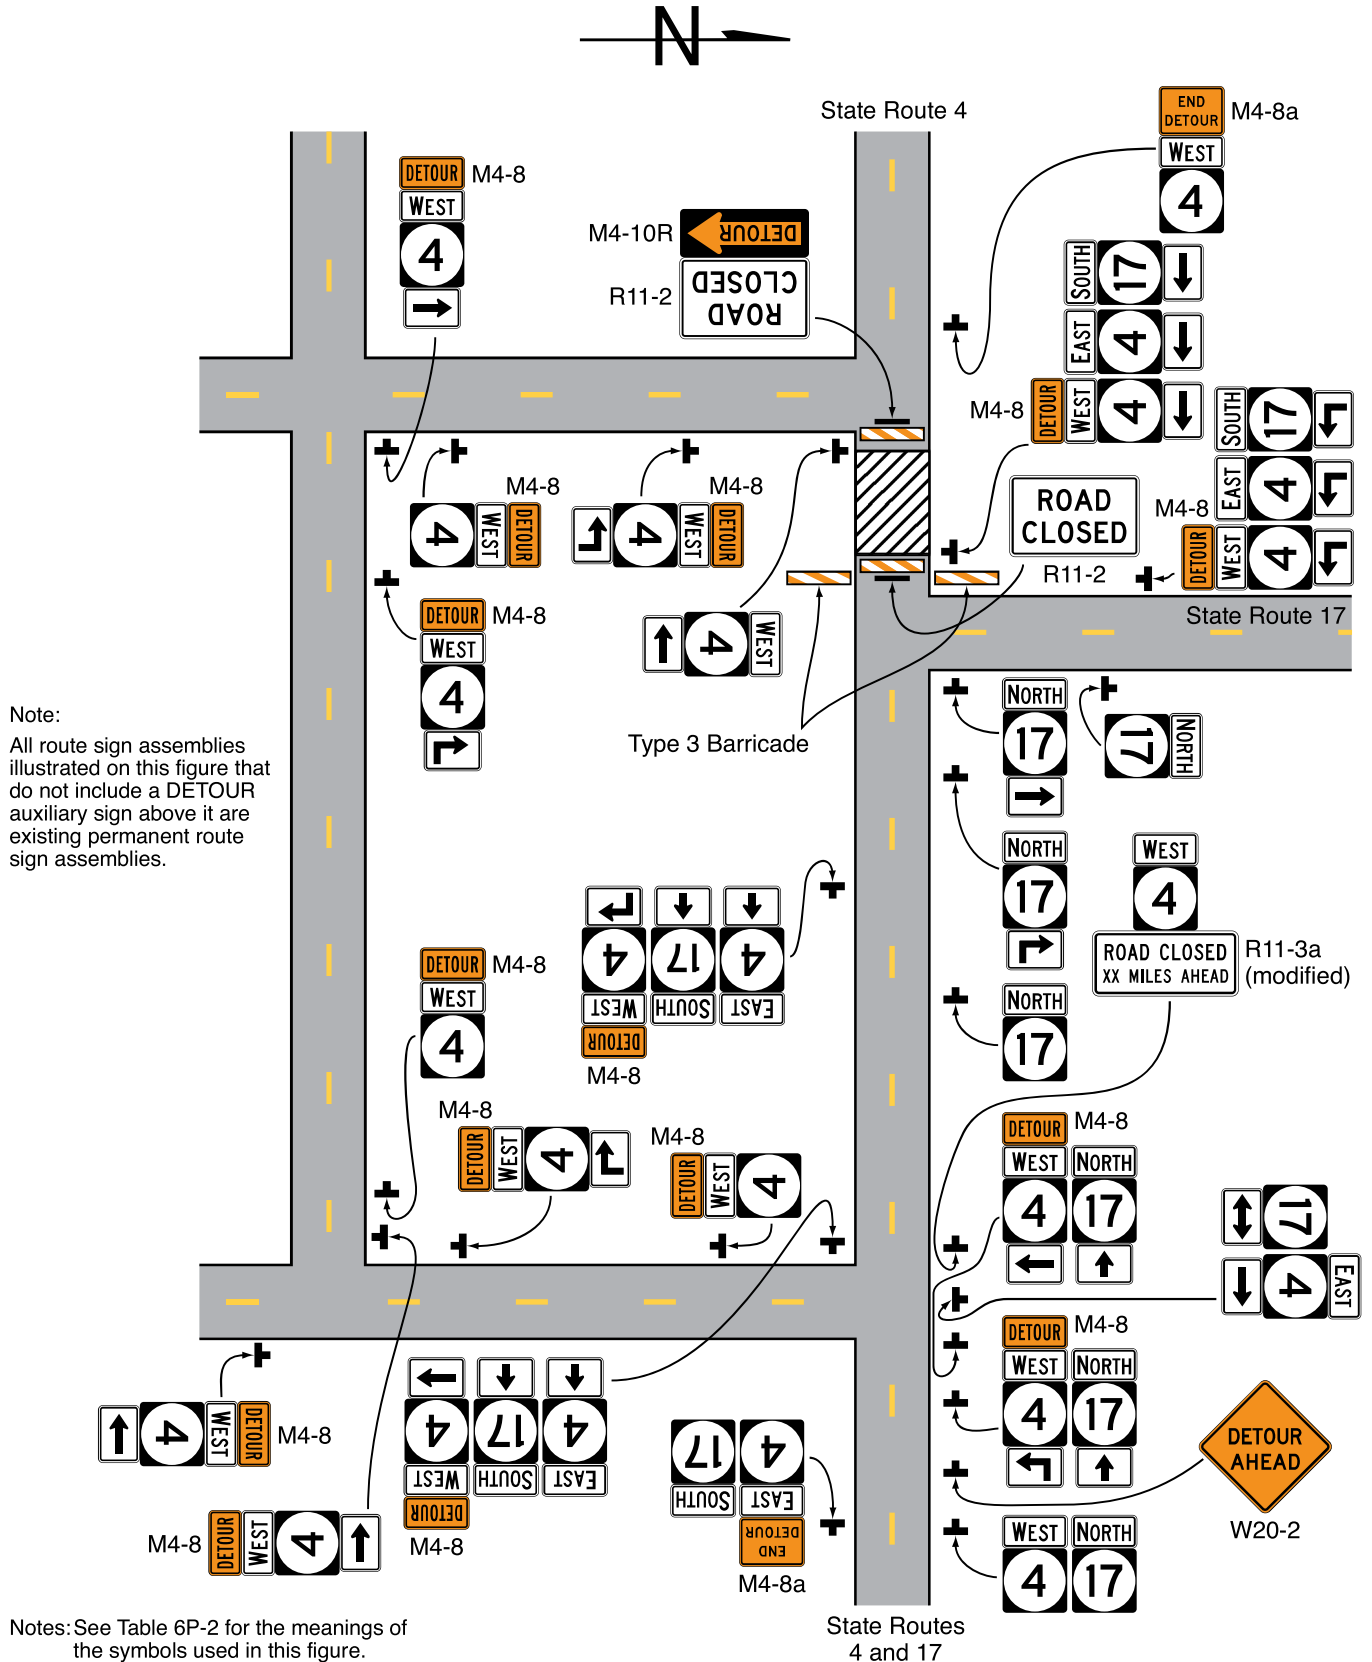 N
State Route 4
END
DETOUR
M4-8a
WEST
4
DETOUR
M4-8
WEST
4
M4-10R
DETOUR
R11-2
ROAD
CLOSED
SOUTH
17
EAST
4
M4-8
DETOUR
WEST
4
SOUTH
17
EAST
4
M4-8
DETOUR
WEST
4
ROAD
CLOSED
R11-2
State Route 17
M4-8
DETOUR
WEST
4
M4-8
DETOUR
WEST
4
DETOUR
M4-8
WEST
4
WEST
4
Type 3 Barricade
NORTH
17
NORTH
17
Note:
All route sign assemblies
illustrated on this figure that
do not include a DETOUR
auxiliary sign above it are
existing permanent route
sign assemblies.
NORTH
17
WEST
4
ROAD CLOSED
XX MILES AHEAD
R11-3a
(modified)
NORTH
17
EAST
4
SOUTH
17
WEST
4
DETOUR
M4-8
DETOUR
M4-8
WEST
4
M4-8
DETOUR
WEST
4
M4-8
DETOUR
WEST
4
DETOUR
M4-8
WEST NORTH
4 17
17
EAST
4
DETOUR
M4-8
WEST NORTH
4 17
DETOUR
AHEAD
W20-2
WEST NORTH
4 17
DETOUR
WEST
4
M4-8
M4-8
DETOUR
WEST
4
EAST
4
SOUTH
17
WEST
4
DETOUR
M4-8
END
DETOUR
EAST
4
SOUTH
17
M4-8a
State Routes
4 and 17
Notes: See Table 6P-2 for the meanings of
the symbols used in this figure.